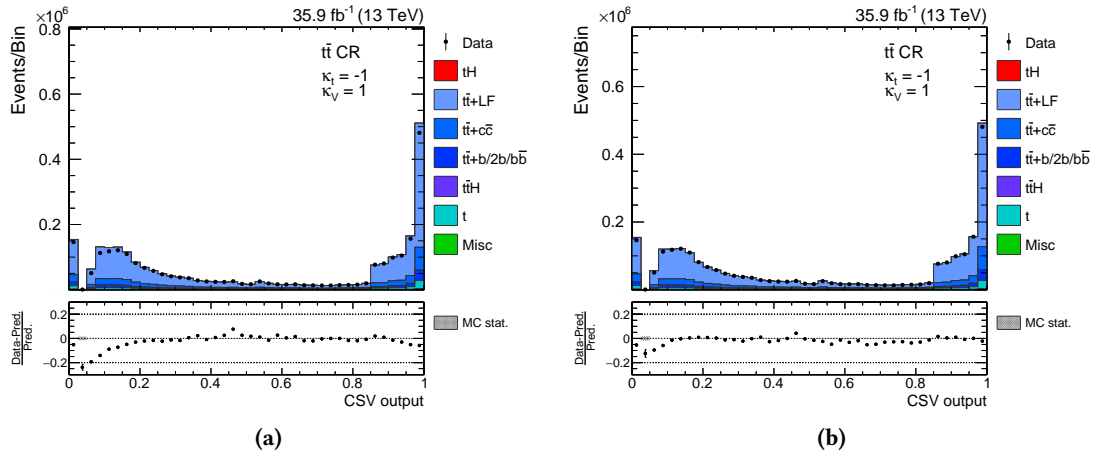 35.9 fb⁻¹ (13 TeV)
×10⁶
Events/Bin
0.8
0.6
0.4
0.2
tt̄ CR
κt = -1
κV = 1
Data
tH
tt̄+LF
tt̄+cc̄
tt̄+b/2b/bb̄
tt̄H
t
Misc
Data-Pred.
Pred.
0.2
0
−0.2
MC stat.
0 0.2 0.4 0.6 0.8 1
CSV output
(a)
35.9 fb⁻¹ (13 TeV)
×10⁶
Events/Bin
0.6
0.4
0.2
tt̄ CR
κt = -1
κV = 1
Data
tH
tt̄+LF
tt̄+cc̄
tt̄+b/2b/bb̄
tt̄H
t
Misc
Data-Pred.
Pred.
0.2
0
−0.2
MC stat.
0 0.2 0.4 0.6 0.8 1
CSV output
(b)